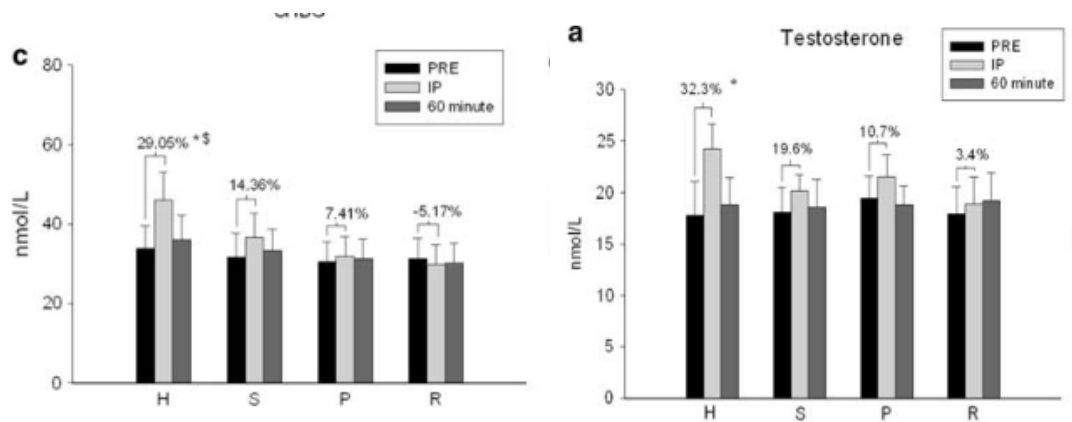 c
80
60
40
20
0
nmol/L
PRE
IP
60 minute
29.05% *$
14.36%
7.41%
-5.17%
H S P R
a
Testosterone
30
25
20
15
10
5
0
nmol/L
PRE
IP
60 minute
32.3% *
19.6%
10.7%
3.4%
H S P R